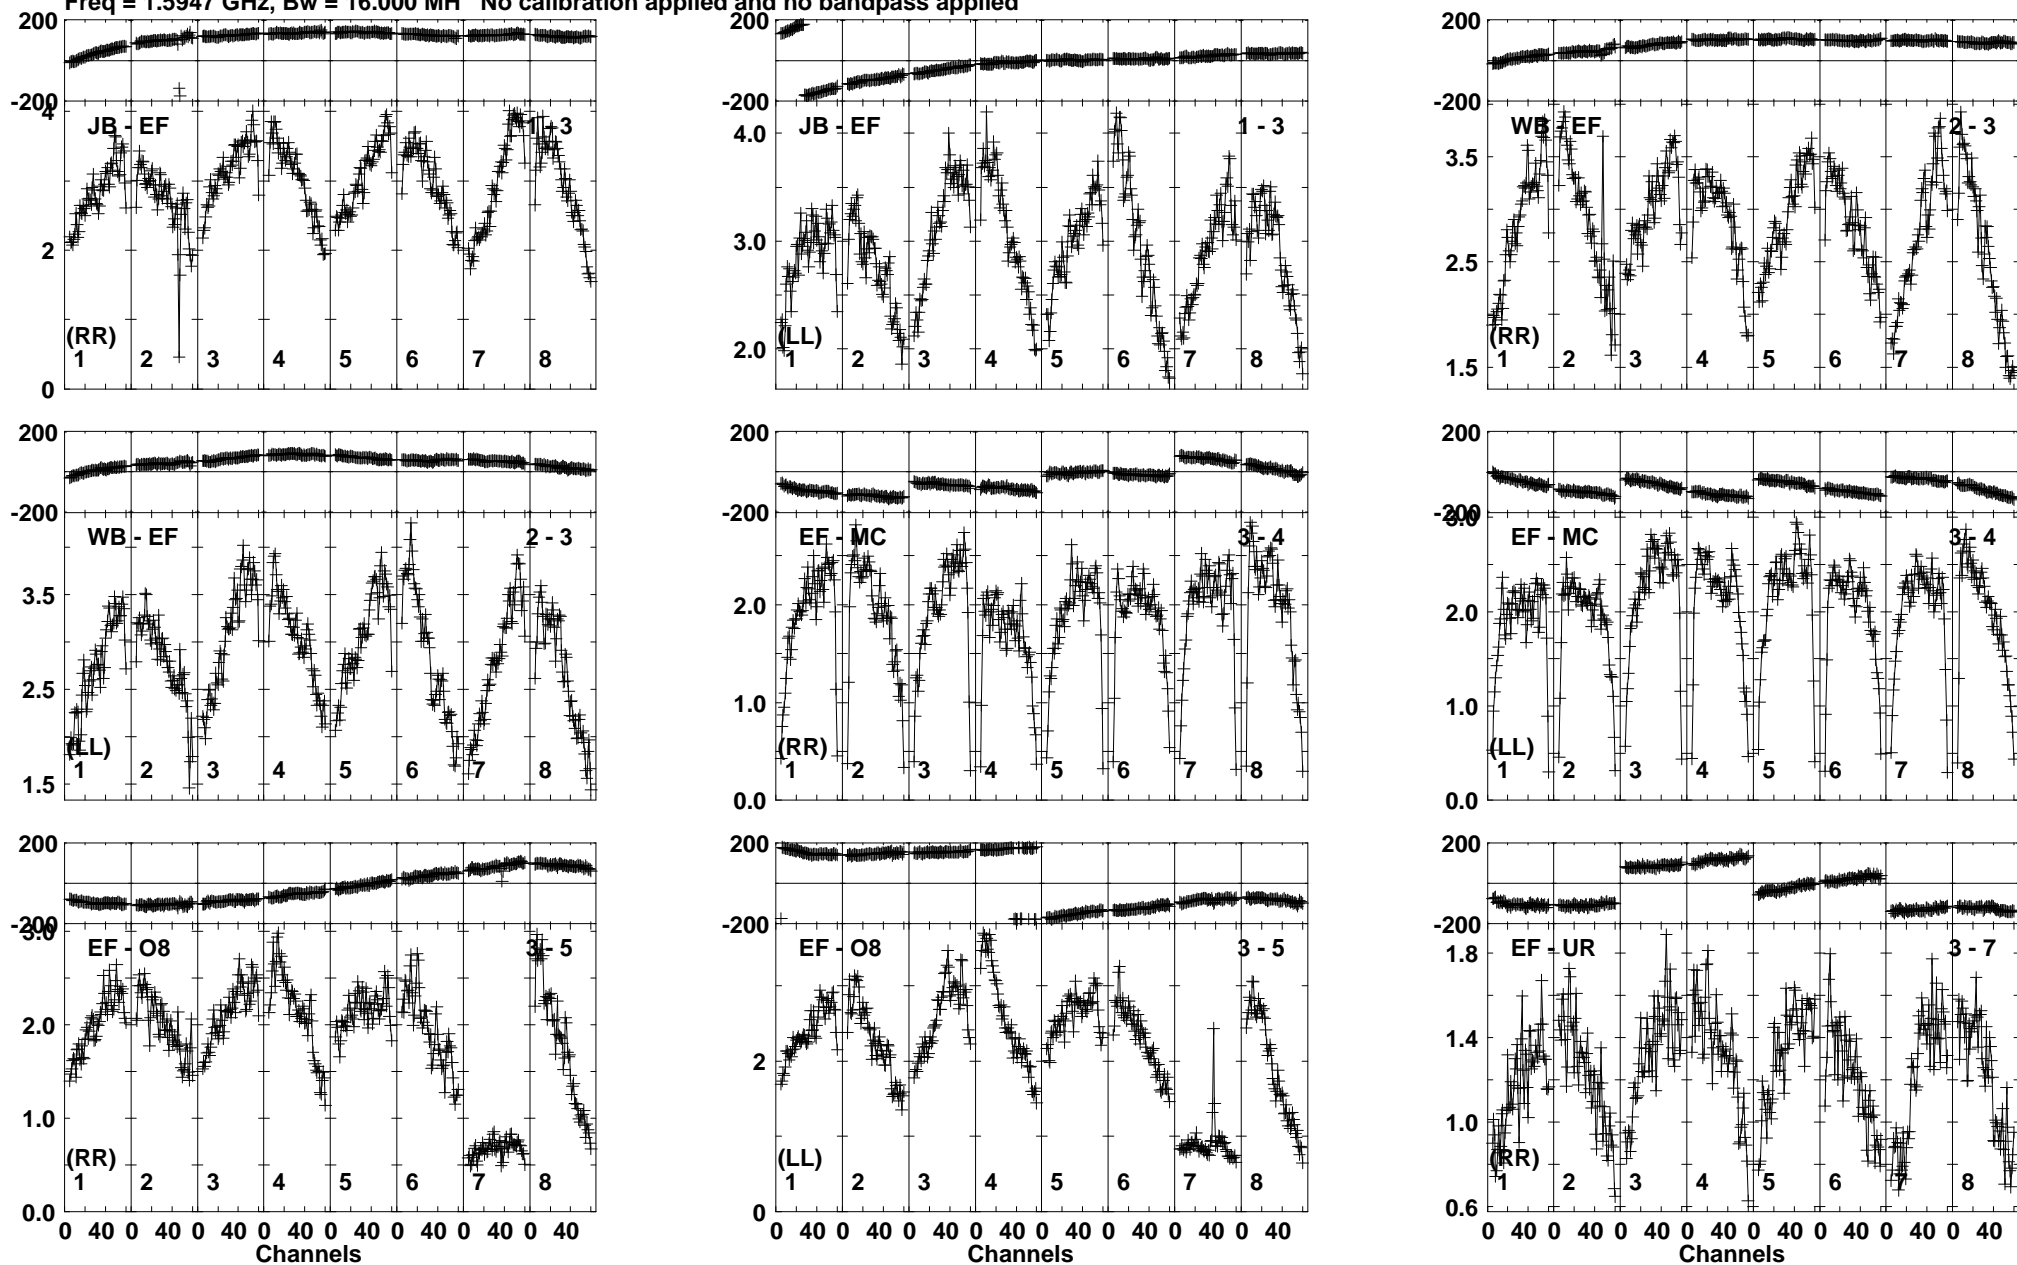 Freq = 1.5947 GHz, Bw = 16.000 MH No calibration applied and no bandpass applied
200 200 200
-200 -200 -200
4 JB - EF 1 - 3 4.0 JB - EF 1 - 3 WB - EF 2 - 3
3.5
3.0
2 2.5
2.0
(RR) (LL) (RR)
1 2 3 4 5 6 7 8 1 2 3 4 5 6 7 8 1 2 3 4 5 6 7 8
0 1.5
200 200 200
-200 -200 -200
3.0
WB - EF 2 - 3 EF - MC 3 - 4 EF - MC 3 - 4
3.5 2.0 2.0
2.5 1.0 1.0
(LL) (RR) (LL)
1 2 3 4 5 6 7 8 1 2 3 4 5 6 7 8 1 2 3 4 5 6 7 8
1.5 0.0 0.0
200 200 200
-200 -200 -200
3.0
EF - O8 3 - 5 EF - O8 3 - 5 EF - UR 3 - 7
1.8
2.0 2 1.4
1.0 1.0
(RR) (LL) (RR)
1 2 3 4 5 6 7 8 1 2 3 4 5 6 7 8 1 2 3 4 5 6 7 8
0.0 0 0.6
0 40 0 40 0 40 0 40 0 40 0 40 0 40 0 40 0 40 0 40 0 40 0 40 0 40 0 40 0 40 0 40 0 40 0 40 0 40 0 40 0 40 0 40 0 40 0 40
Channels Channels Channels